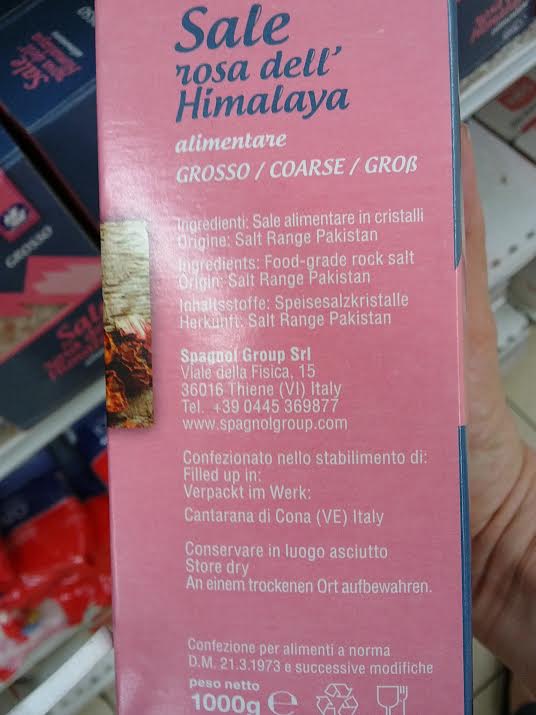 Sale
rosa dell'
Himalaya
alimentare
GROSSO / COARSE / GROß
Ingredienti: Sale alimentare in cristalli
Origine: Salt Range Pakistan
Ingredients: Food-grade rock salt
Origin: Salt Range Pakistan
Inhaltsstoffe: Speisesalzkristalle
Herkunft: Salt Range Pakistan
Spagnol Group Srl
Viale della Fisica, 15
36016 Thiene (VI) Italy
Tel. +39 0445 369877
www.spagnolgroup.com
Confezionato nello stabilimento di:
Filled up in:
Verpackt im Werk:
Cantarana di Cona (VE) Italy
Conservare in luogo asciutto
Store dry
An einem trockenen Ort aufbewahren.
Confezione per alimenti a norma
D.M. 21.3.1973 e successive modifiche
peso netto
1000g e
GROSSO
Sale